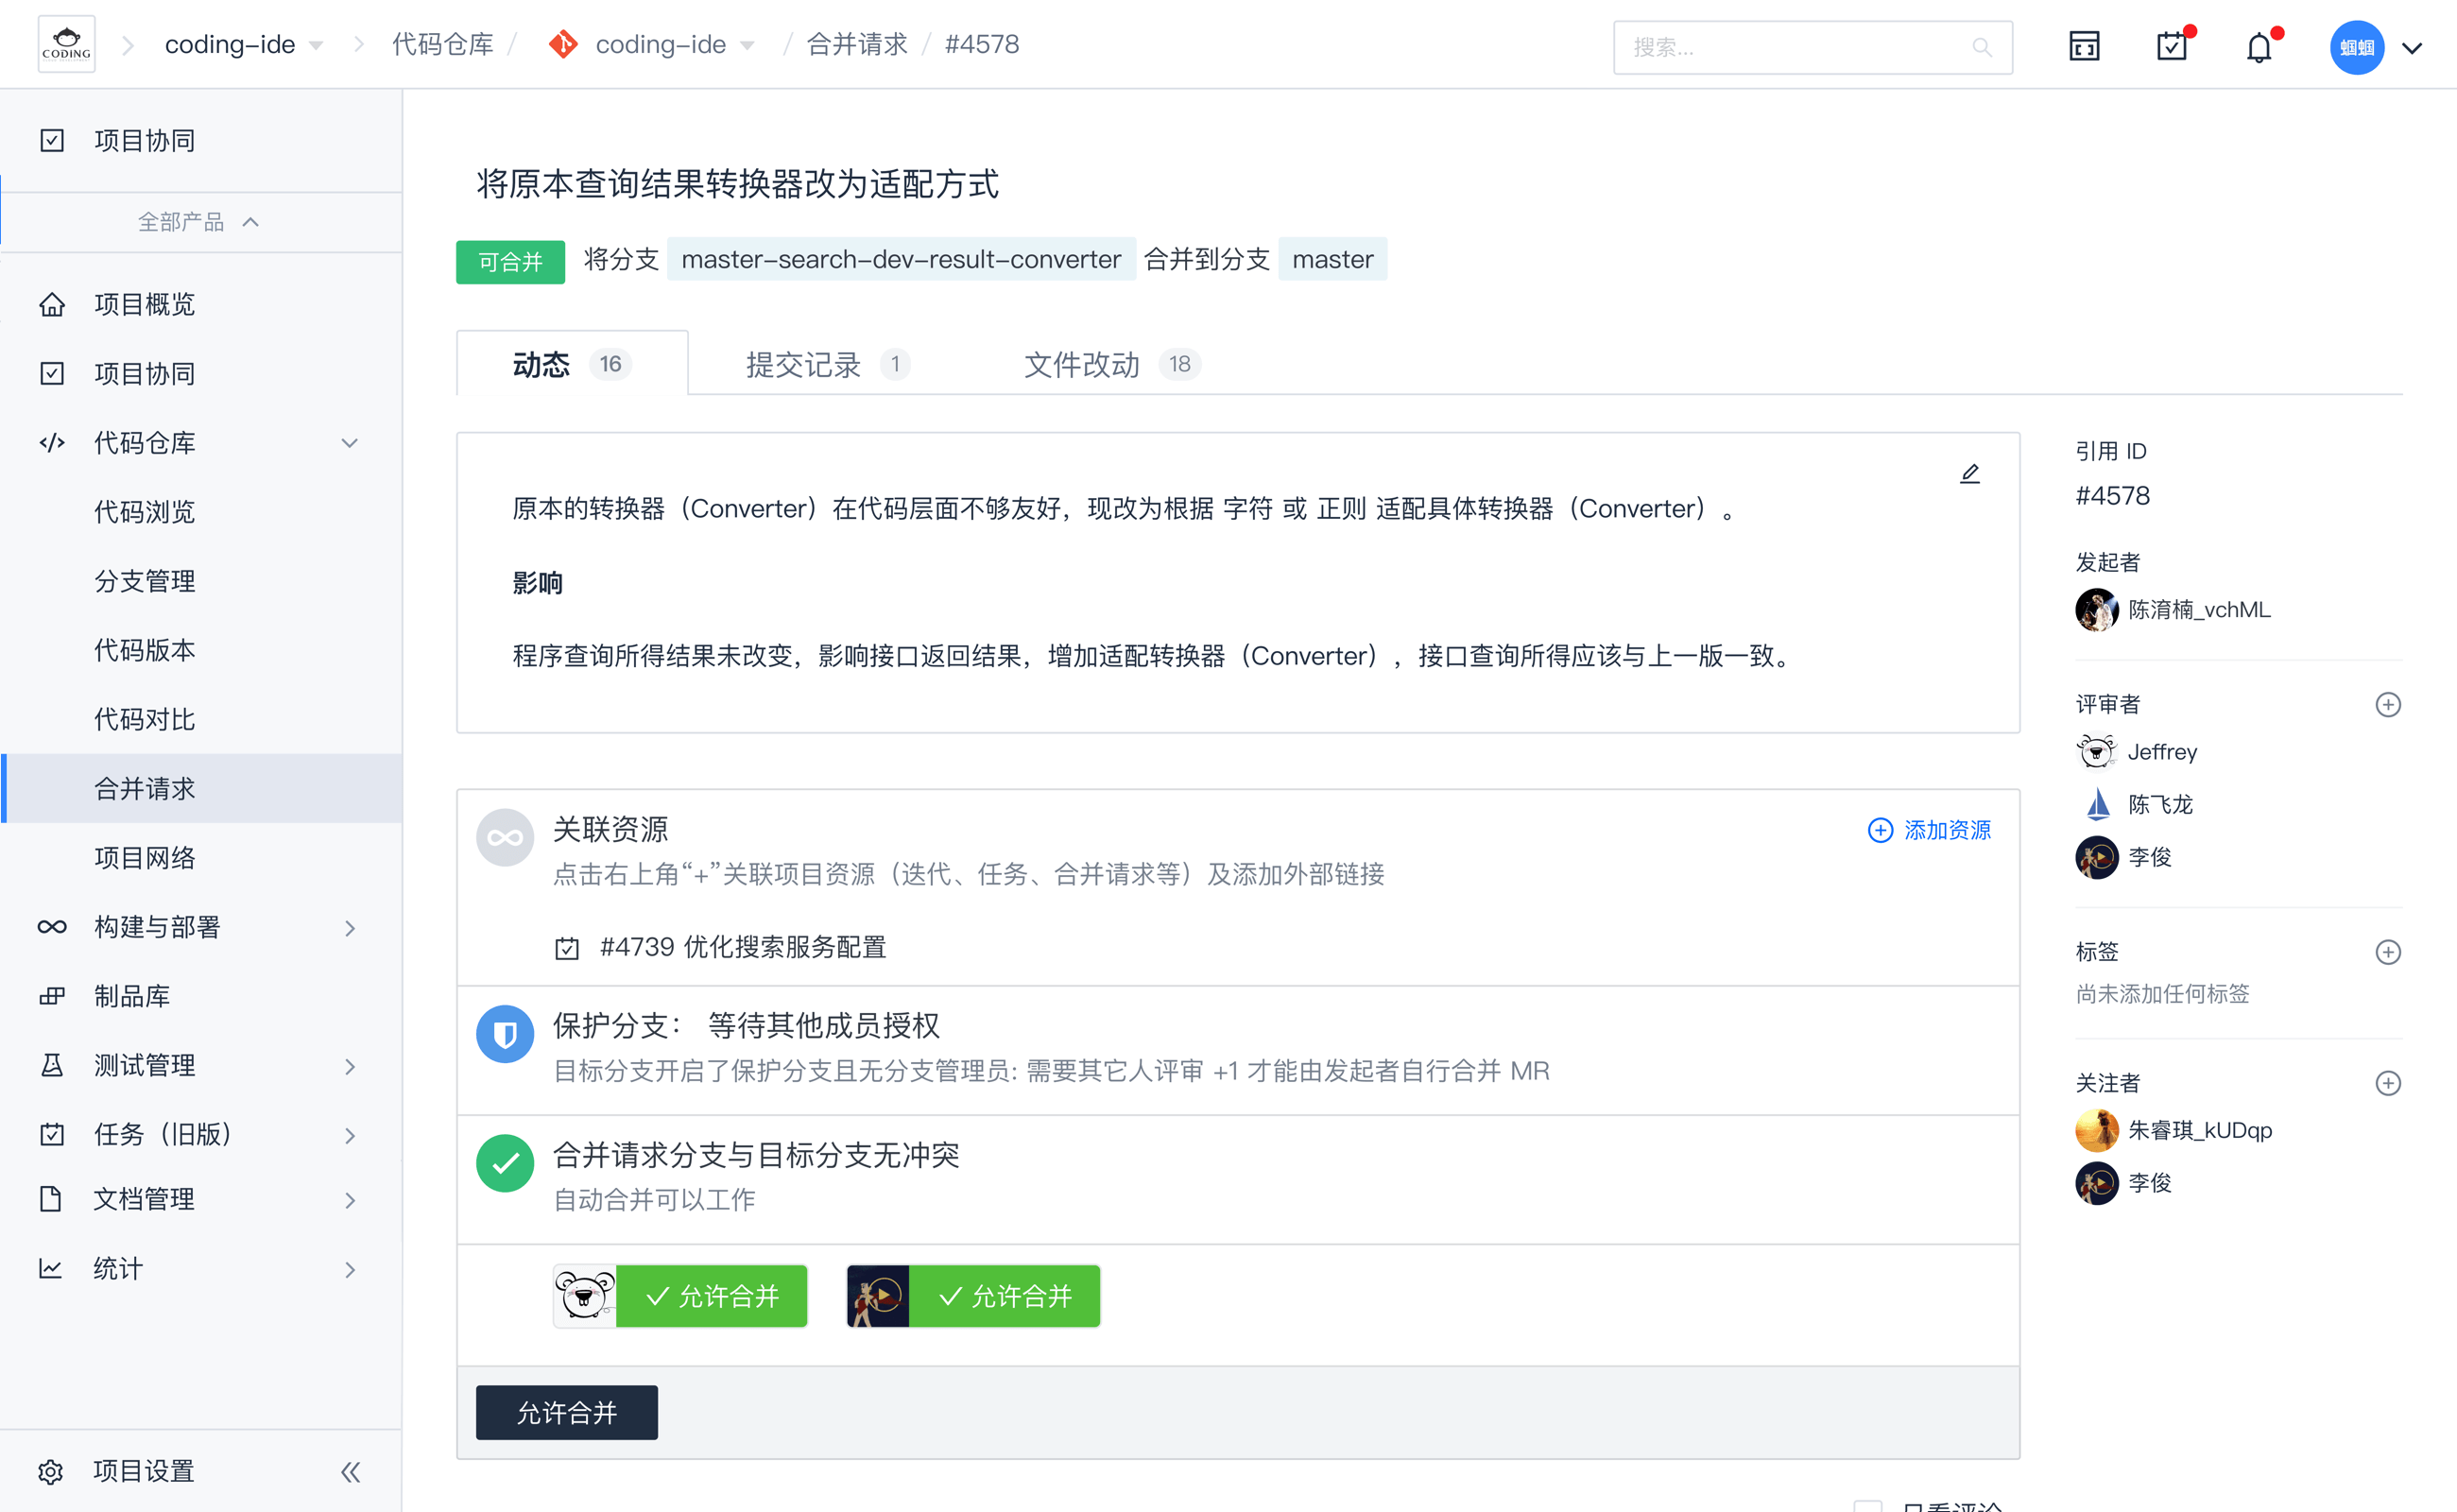 CODING
coding-ide
代码仓库 / coding-ide / 合并请求 / #4578
搜索...
蝈蝈
项目协同
全部产品
项目概览
项目协同
代码仓库
代码浏览
分支管理
代码版本
代码对比
合并请求
项目网络
构建与部署
制品库
测试管理
任务（旧版）
文档管理
统计
项目设置
将原本查询结果转换器改为适配方式
可合并 将分支 master-search-dev-result-converter 合并到分支 master
动态 16 提交记录 1 文件改动 18
原本的转换器（Converter）在代码层面不够友好，现改为根据 字符 或 正则 适配具体转换器（Converter）。
影响
程序查询所得结果未改变，影响接口返回结果，增加适配转换器（Converter），接口查询所得应该与上一版一致。
关联资源
添加资源
点击右上角“+”关联项目资源（迭代、任务、合并请求等）及添加外部链接
#4739 优化搜索服务配置
保护分支： 等待其他成员授权
目标分支开启了保护分支且无分支管理员: 需要其它人评审 +1 才能由发起者自行合并 MR
合并请求分支与目标分支无冲突
自动合并可以工作
允许合并 允许合并
允许合并
只看评论
引用 ID
#4578
发起者
陈淯楠_vchML
评审者
Jeffrey
陈飞龙
李俊
标签
尚未添加任何标签
关注者
朱睿琪_kUDqp
李俊